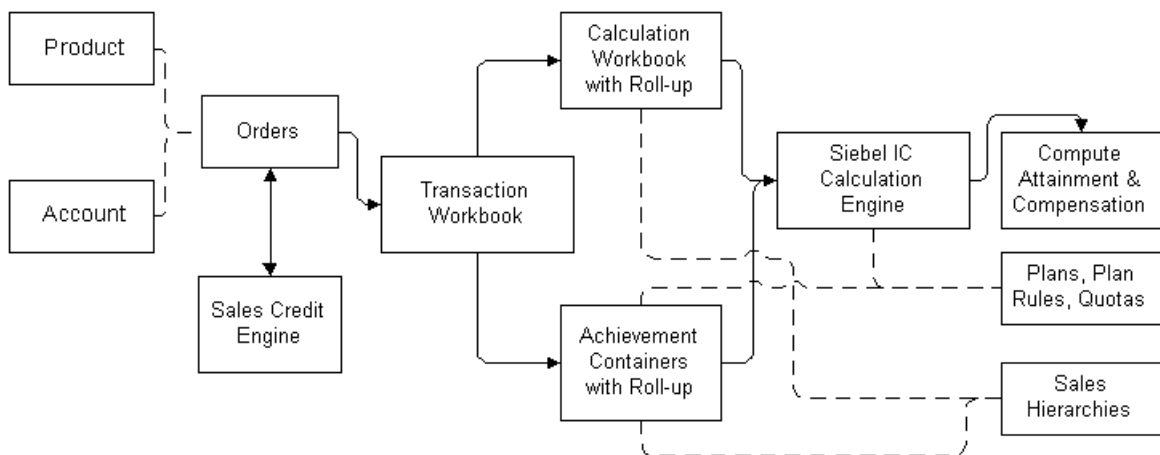 Product
Account
Orders
Sales Credit
Engine
Transaction
Workbook
Calculation
Workbook
with Roll-up
Achievement
Containers
with Roll-up
Siebel IC
Calculation
Engine
Compute
Attainment &
Compensation
Plans, Plan
Rules, Quotas
Sales
Hierarchies